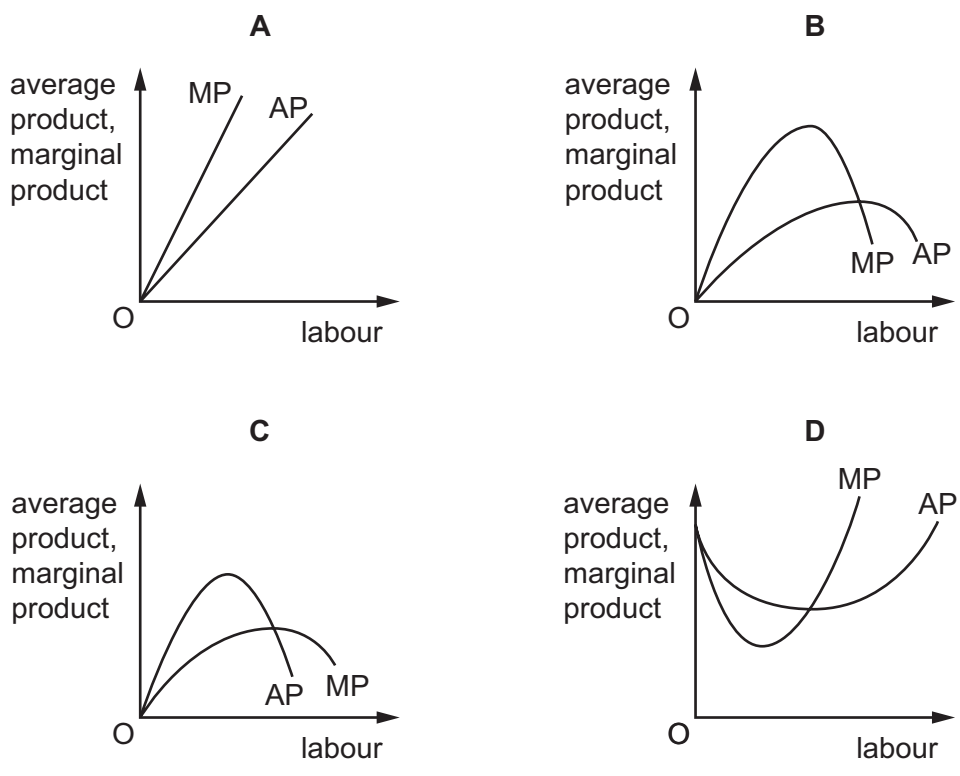 A
average
product,
marginal
product
MP
AP
O
labour
B
average
product,
marginal
product
MP
AP
O
labour
C
average
product,
marginal
product
AP
MP
O
labour
D
average
product,
marginal
product
MP
AP
O
labour